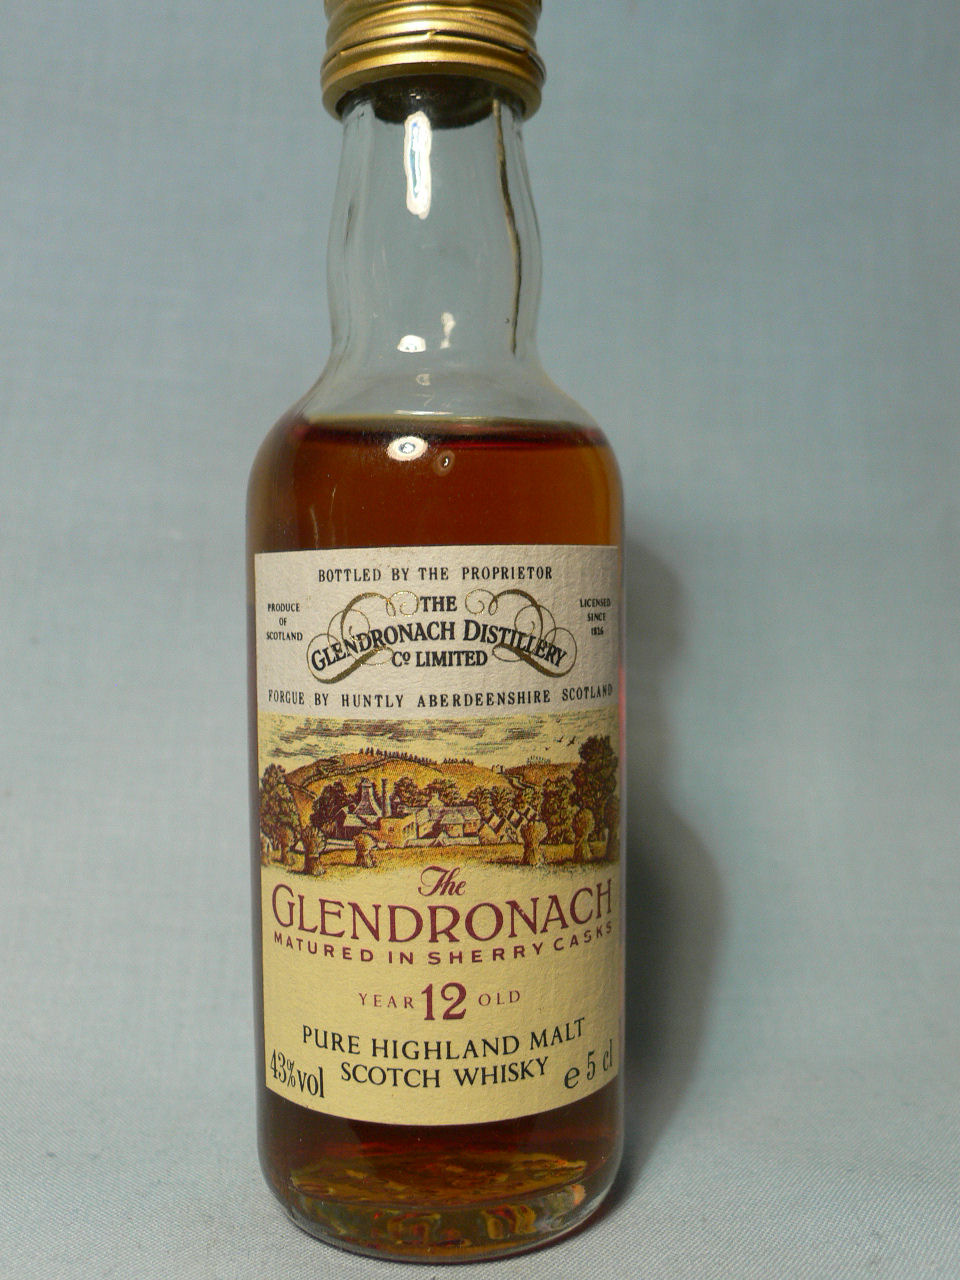 BOTTLED BY THE PROPRIETOR
PRODUCE
OF
SCOTLAND
THE
GLENDRONACH DISTILLERY
Cº LIMITED
LICENSED
SINCE
1826
FORGUE BY HUNTLY ABERDEENSHIRE SCOTLAND
The
GLENDRONACH
MATURED IN SHERRY CASKS
YEAR 12 OLD
PURE HIGHLAND MALT
SCOTCH WHISKY
43%vol
e 5 cl